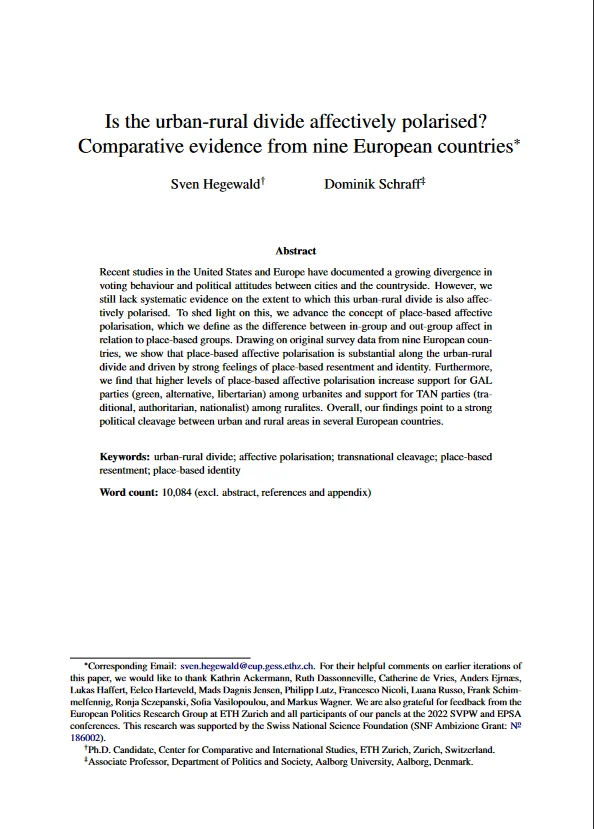 Is the urban-rural divide affectively polarised?
Comparative evidence from nine European countries*
Sven Hegewald† Dominik Schraff‡
Abstract
Recent studies in the United States and Europe have documented a growing divergence in
voting behaviour and political attitudes between cities and the countryside. However, we
still lack systematic evidence on the extent to which this urban-rural divide is also affec-
tively polarised. To shed light on this, we advance the concept of place-based affective
polarisation, which we define as the difference between in-group and out-group affect in
relation to place-based groups. Drawing on original survey data from nine European coun-
tries, we show that place-based affective polarisation is substantial along the urban-rural
divide and driven by strong feelings of place-based resentment and identity. Furthermore,
we find that higher levels of place-based affective polarisation increase support for GAL
parties (green, alternative, libertarian) among urbanites and support for TAN parties (tra-
ditional, authoritarian, nationalist) among ruralites. Overall, our findings point to a strong
political cleavage between urban and rural areas in several European countries.
Keywords: urban-rural divide; affective polarisation; transnational cleavage; place-based
resentment; place-based identity
Word count: 10,084 (excl. abstract, references and appendix)
*Corresponding Email: sven.hegewald@eup.gess.ethz.ch. For their helpful comments on earlier iterations of
this paper, we would like to thank Kathrin Ackermann, Ruth Dassonneville, Catherine de Vries, Anders Ejrnæs,
Lukas Haffert, Eelco Harteveld, Mads Dagnis Jensen, Philipp Lutz, Francesco Nicoli, Luana Russo, Frank Schim-
melfennig, Ronja Sczepanski, Sofia Vasilopoulou, and Markus Wagner. We are also grateful for feedback from the
European Politics Research Group at ETH Zurich and all participants of our panels at the 2022 SVPW and EPSA
conferences. This research was supported by the Swiss National Science Foundation (SNF Ambizione Grant: №
186002).
†Ph.D. Candidate, Center for Comparative and International Studies, ETH Zurich, Zurich, Switzerland.
‡Associate Professor, Department of Politics and Society, Aalborg University, Aalborg, Denmark.